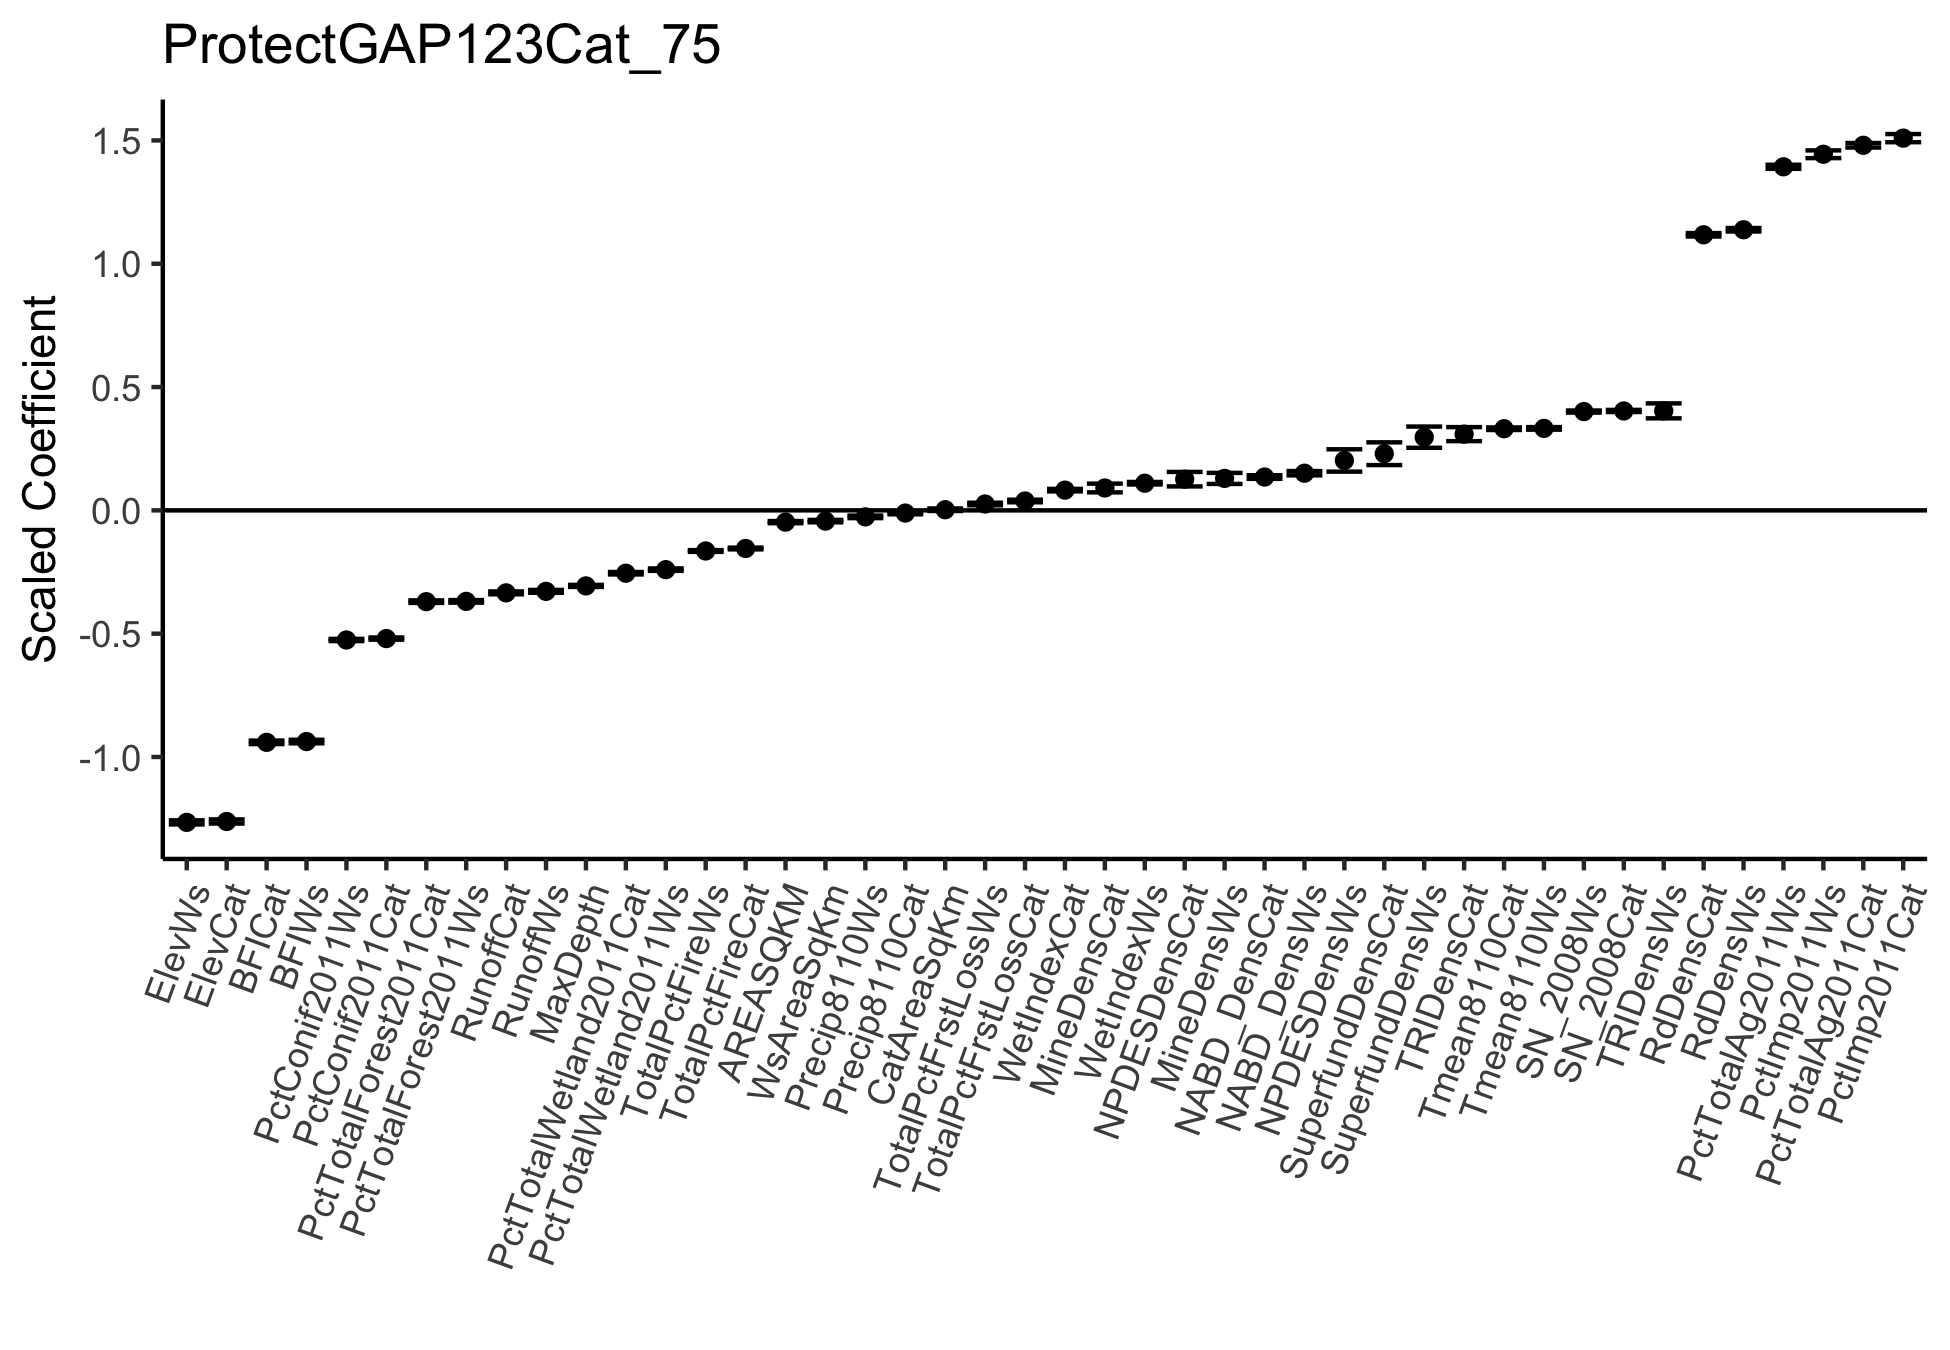 ProtectGAP123Cat_75
Scaled Coefficient
1.5
1.0
0.5
0.0
-0.5
-1.0
ElevWs
ElevCat
BFICat
BFIWs
PctConif2011Ws
PctConif2011Cat
PctTotalForest2011Cat
PctTotalForest2011Ws
RunoffCat
RunoffWs
MaxDepth
PctTotalWetland2011Cat
PctTotalWetland2011Ws
TotalPctFireWs
TotalPctFireCat
AREASQKM
WsAreaSqKm
Precip8110Ws
Precip8110Cat
CatAreaSqKm
TotalPctFrstLossWs
TotalPctFrstLossCat
WetIndexCat
MineDensCat
WetIndexWs
NPDESDensCat
MineDensWs
NABD_DensCat
NABD_DensWs
NPDESDensWs
SuperfundDensCat
SuperfundDensWs
TRIDensCat
Tmean8110Cat
Tmean8110Ws
SN_2008Ws
SN_2008Cat
TRIDensWs
RdDensCat
RdDensWs
PctTotalAg2011Ws
PctImp2011Ws
PctTotalAg2011Cat
PctImp2011Cat